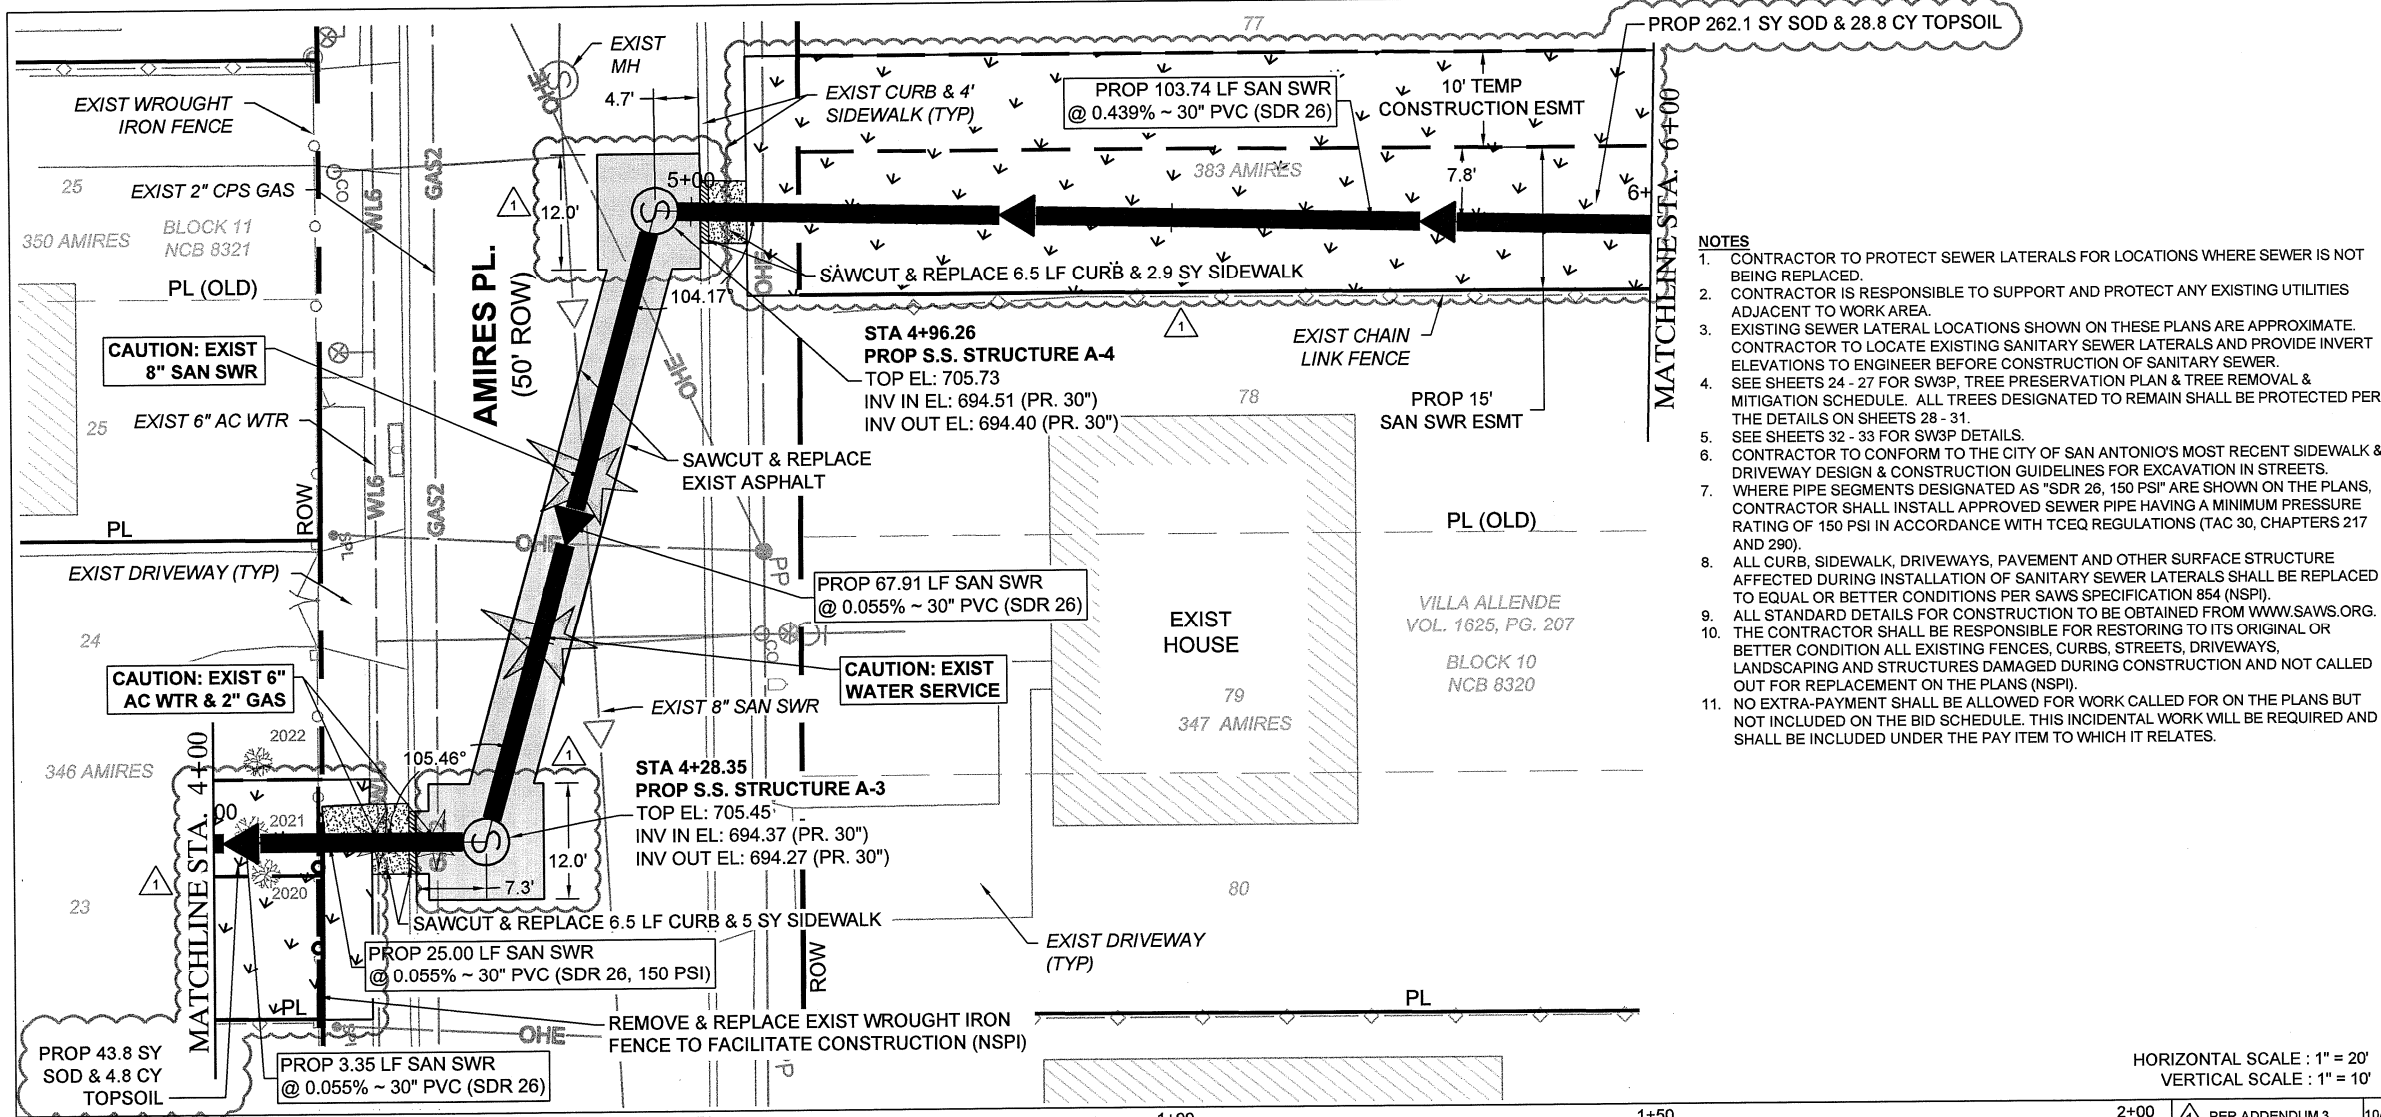 77
PROP 262.1 SY SOD & 28.8 CY TOPSOIL
EXIST
MH
4.7'
OHE
EXIST WROUGHT
IRON FENCE
EXIST CURB & 4'
SIDEWALK (TYP)
PROP 103.74 LF SAN SWR
@ 0.439% ~ 30" PVC (SDR 26)
10' TEMP
CONSTRUCTION ESMT
MATCHLINE STA. 6+00
25
EXIST 2" CPS GAS
CO
WL6
GAS2
1
12.0'
5+00
383 AMIRES
7.8'
6+
350 AMIRES
BLOCK 11
NCB 8321
PL (OLD)
AMIRES PL.
(50' ROW)
SAWCUT & REPLACE 6.5 LF CURB & 2.9 SY SIDEWALK
OHE
104.17°
1
EXIST CHAIN
LINK FENCE
CAUTION: EXIST
8" SAN SWR
STA 4+96.26
PROP S.S. STRUCTURE A-4
TOP EL: 705.73
INV IN EL: 694.51 (PR. 30")
INV OUT EL: 694.40 (PR. 30")
OHE
78
PROP 15'
SAN SWR ESMT
25
EXIST 6" AC WTR
SAWCUT & REPLACE
EXIST ASPHALT
ROW
WL6
GAS2
PL
SPL
OHE
PP
PL (OLD)
EXIST DRIVEWAY (TYP)
PROP 67.91 LF SAN SWR
@ 0.055% ~ 30" PVC (SDR 26)
EXIST
HOUSE
VILLA ALLENDE
VOL. 1625, PG. 207
BLOCK 10
NCB 8320
24
CO
CAUTION: EXIST 6"
AC WTR & 2" GAS
CAUTION: EXIST
WATER SERVICE
79
347 AMIRES
EXIST 8" SAN SWR
2022
346 AMIRES
MATCHLINE STA. 4+00
105.46°
1
STA 4+28.35
PROP S.S. STRUCTURE A-3
TOP EL: 705.45'
INV IN EL: 694.37 (PR. 30")
INV OUT EL: 694.27 (PR. 30")
00
2021
2020
12.0'
7.3'
1
23
80
SAWCUT & REPLACE 6.5 LF CURB & 5 SY SIDEWALK
PROP 25.00 LF SAN SWR
@ 0.055% ~ 30" PVC (SDR 26, 150 PSI)
EXIST DRIVEWAY
(TYP)
ROW
PL
PL
OHE
REMOVE & REPLACE EXIST WROUGHT IRON
FENCE TO FACILITATE CONSTRUCTION (NSPI)
PROP 43.8 SY
SOD & 4.8 CY
TOPSOIL
PROP 3.35 LF SAN SWR
@ 0.055% ~ 30" PVC (SDR 26)
NOTES
1. CONTRACTOR TO PROTECT SEWER LATERALS FOR LOCATIONS WHERE SEWER IS NOT
BEING REPLACED.
2. CONTRACTOR IS RESPONSIBLE TO SUPPORT AND PROTECT ANY EXISTING UTILITIES
ADJACENT TO WORK AREA.
3. EXISTING SEWER LATERAL LOCATIONS SHOWN ON THESE PLANS ARE APPROXIMATE.
CONTRACTOR TO LOCATE EXISTING SANITARY SEWER LATERALS AND PROVIDE INVERT
ELEVATIONS TO ENGINEER BEFORE CONSTRUCTION OF SANITARY SEWER.
4. SEE SHEETS 24 - 27 FOR SW3P, TREE PRESERVATION PLAN & TREE REMOVAL &
MITIGATION SCHEDULE. ALL TREES DESIGNATED TO REMAIN SHALL BE PROTECTED PER
THE DETAILS ON SHEETS 28 - 31.
5. SEE SHEETS 32 - 33 FOR SW3P DETAILS.
6. CONTRACTOR TO CONFORM TO THE CITY OF SAN ANTONIO'S MOST RECENT SIDEWALK &
DRIVEWAY DESIGN & CONSTRUCTION GUIDELINES FOR EXCAVATION IN STREETS.
7. WHERE PIPE SEGMENTS DESIGNATED AS "SDR 26, 150 PSI" ARE SHOWN ON THE PLANS,
CONTRACTOR SHALL INSTALL APPROVED SEWER PIPE HAVING A MINIMUM PRESSURE
RATING OF 150 PSI IN ACCORDANCE WITH TCEQ REGULATIONS (TAC 30, CHAPTERS 217
AND 290).
8. ALL CURB, SIDEWALK, DRIVEWAYS, PAVEMENT AND OTHER SURFACE STRUCTURE
AFFECTED DURING INSTALLATION OF SANITARY SEWER LATERALS SHALL BE REPLACED
TO EQUAL OR BETTER CONDITIONS PER SAWS SPECIFICATION 854 (NSPI).
9. ALL STANDARD DETAILS FOR CONSTRUCTION TO BE OBTAINED FROM WWW.SAWS.ORG.
10. THE CONTRACTOR SHALL BE RESPONSIBLE FOR RESTORING TO ITS ORIGINAL OR
BETTER CONDITION ALL EXISTING FENCES, CURBS, STREETS, DRIVEWAYS,
LANDSCAPING AND STRUCTURES DAMAGED DURING CONSTRUCTION AND NOT CALLED
OUT FOR REPLACEMENT ON THE PLANS (NSPI).
11. NO EXTRA-PAYMENT SHALL BE ALLOWED FOR WORK CALLED FOR ON THE PLANS BUT
NOT INCLUDED ON THE BID SCHEDULE. THIS INCIDENTAL WORK WILL BE REQUIRED AND
SHALL BE INCLUDED UNDER THE PAY ITEM TO WHICH IT RELATES.
HORIZONTAL SCALE : 1" = 20'
VERTICAL SCALE : 1" = 10'
1+00
1+50
2+00
PER ADDENDUM 3